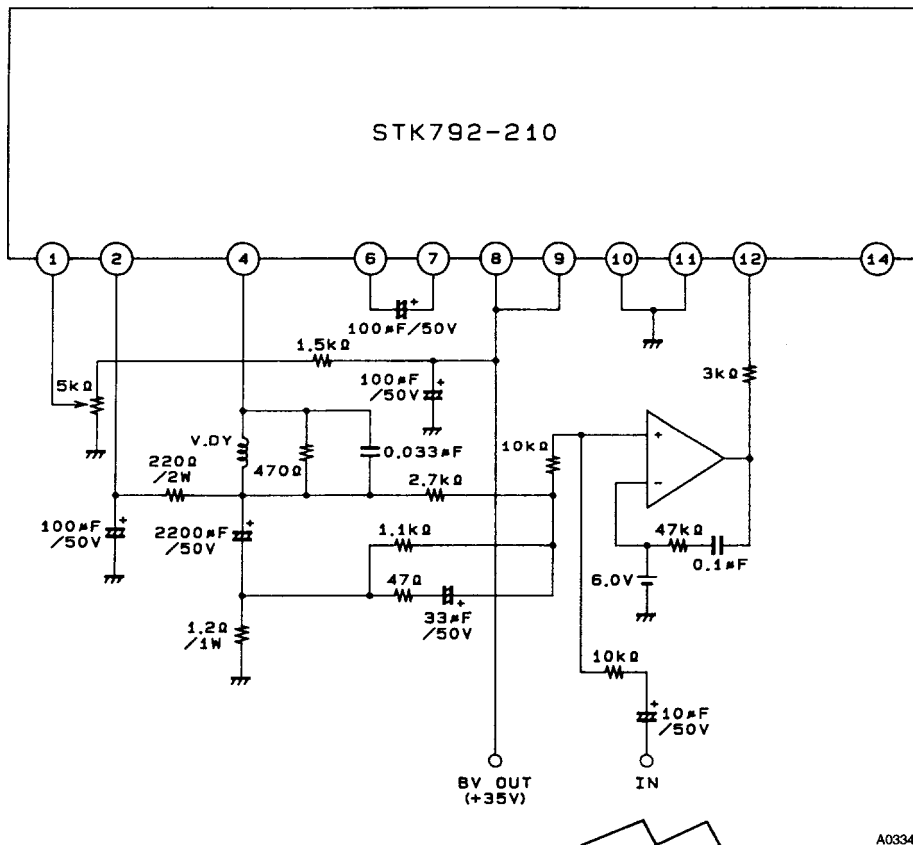 STK792-210
1 2 4 6 7 8 9 10 11 12 14
100µF/50V
1.5kΩ
5kΩ
100µF
/50V
3kΩ
V.DY
470Ω
0.033µF
10kΩ
+
−
220Ω
/2W
2.7kΩ
100µF
/50V
2200µF
/50V
1.1kΩ
47kΩ
0.1µF
47Ω
6.0V
33µF
/50V
1.2Ω
/1W
10kΩ
10µF
/50V
BV OUT
(+35V)
IN
A0334